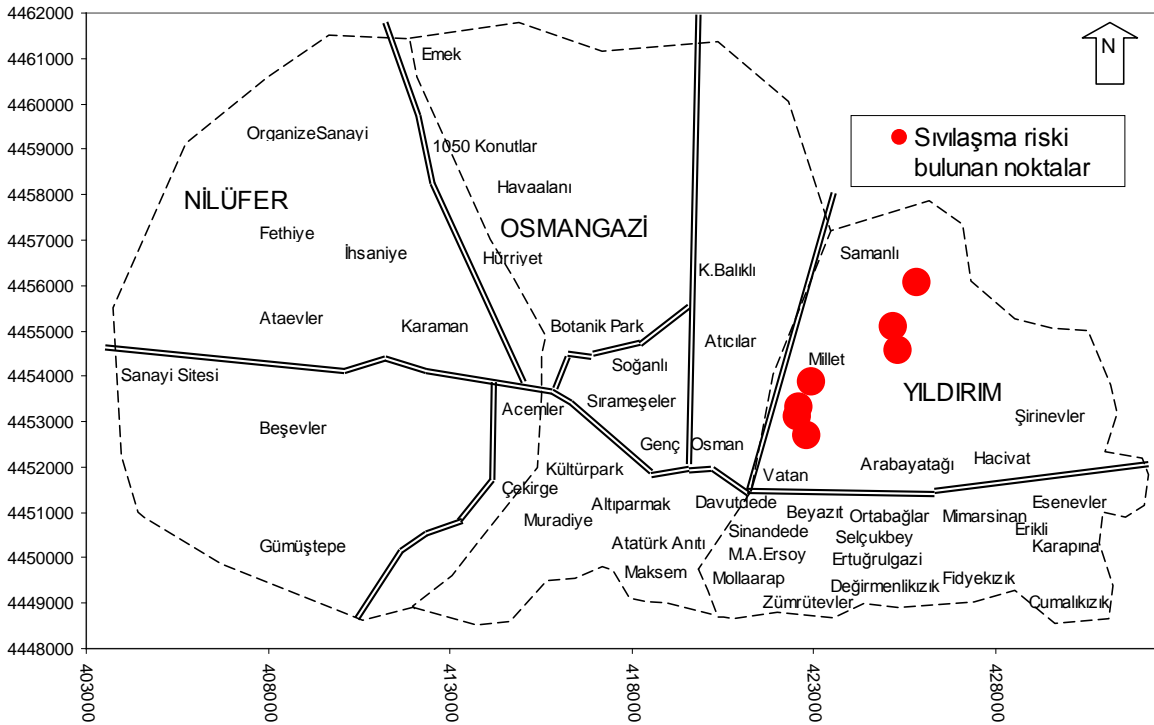 4462000
4461000
4460000
4459000
4458000
4457000
4456000
4455000
4454000
4453000
4452000
4451000
4450000
4449000
4448000
Emek
N
OrganizeSanayi
1050 Konutlar
Sıvılaşma riski
bulunan noktalar
Havaalanı
NİLÜFER
OSMANGAZİ
Fethiye
İhsaniye
Hürriyet
Samanlı
K.Balıklı
Ataevler
Karaman
Botanik Park
Atıcılar
Soğanlı
Millet
Sanayi Sitesi
YILDIRIM
Acemler
Sırameşeler
Şirinevler
Beşevler
Genç Osman
Kültürpark
Vatan
Arabayatağı
Hacivat
Çekirge
Altıparmak
Davutdede
Beyazıt
Ortabağlar
Mimarsinan
Esenevler
Muradiye
Sinandede
Selçukbey
Erikli
Atatürk Anıtı
M.A.Ersoy
Ertuğrulgazi
Karapına
Gümüştepe
Maksem
Mollaarap
Değirmenlikızık
Fidyekızık
Zümrütevler
Cumalıkızık
403000
408000
413000
418000
423000
428000